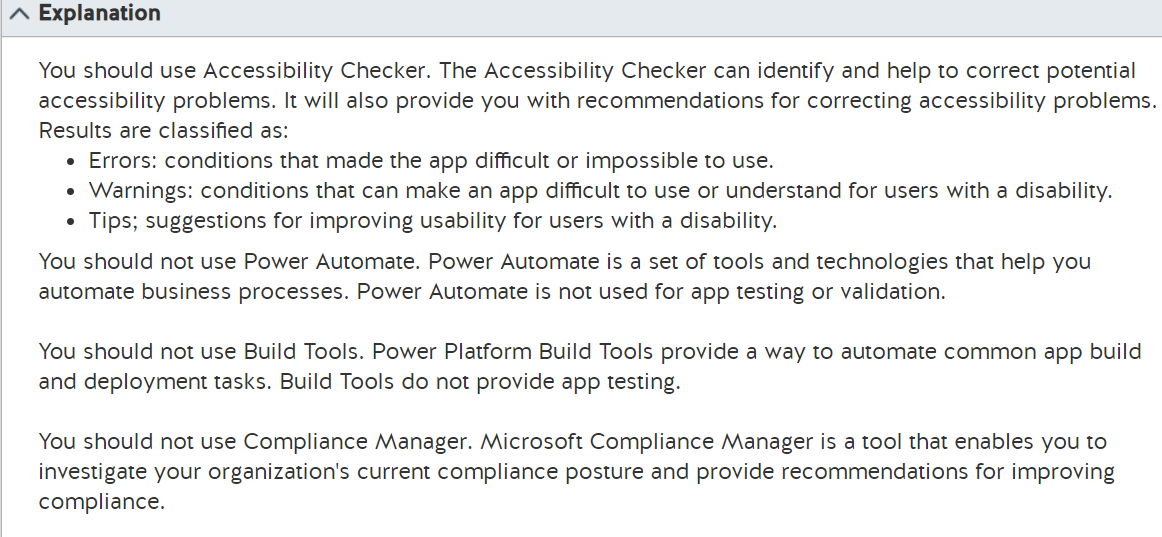 Explanation
You should use Accessibility Checker. The Accessibility Checker can identify and help to correct potential
accessibility problems. It will also provide you with recommendations for correcting accessibility problems.
Results are classified as:
• Errors: conditions that made the app difficult or impossible to use.
• Warnings: conditions that can make an app difficult to use or understand for users with a disability.
• Tips; suggestions for improving usability for users with a disability.
You should not use Power Automate. Power Automate is a set of tools and technologies that help you
automate business processes. Power Automate is not used for app testing or validation.
You should not use Build Tools. Power Platform Build Tools provide a way to automate common app build
and deployment tasks. Build Tools do not provide app testing.
You should not use Compliance Manager. Microsoft Compliance Manager is a tool that enables you to
investigate your organization's current compliance posture and provide recommendations for improving
compliance.